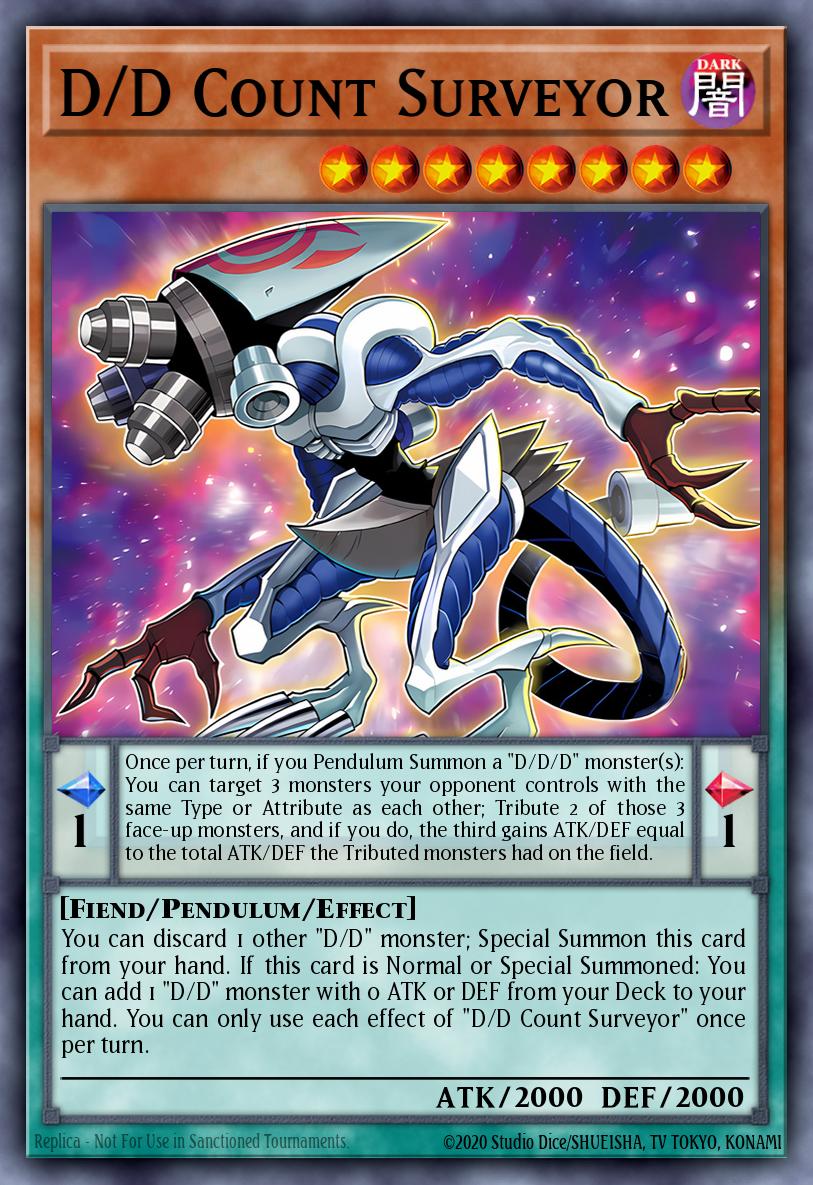 D/D Count Surveyor
DARK
闇
Once per turn, if you Pendulum Summon a "D/D/D" monster(s):
You can target 3 monsters your opponent controls with the
same Type or Attribute as each other; Tribute 2 of those 3
face-up monsters, and if you do, the third gains ATK/DEF equal
to the total ATK/DEF the Tributed monsters had on the field.
1
1
[Fiend/Pendulum/Effect]
You can discard 1 other "D/D" monster; Special Summon this card
from your hand. If this card is Normal or Special Summoned: You
can add 1 "D/D" monster with 0 ATK or DEF from your Deck to your
hand. You can only use each effect of "D/D Count Surveyor" once
per turn.
ATK/2000 DEF/2000
Replica - Not For Use in Sanctioned Tournaments.
©2020 Studio Dice/SHUEISHA, TV TOKYO, KONAMI